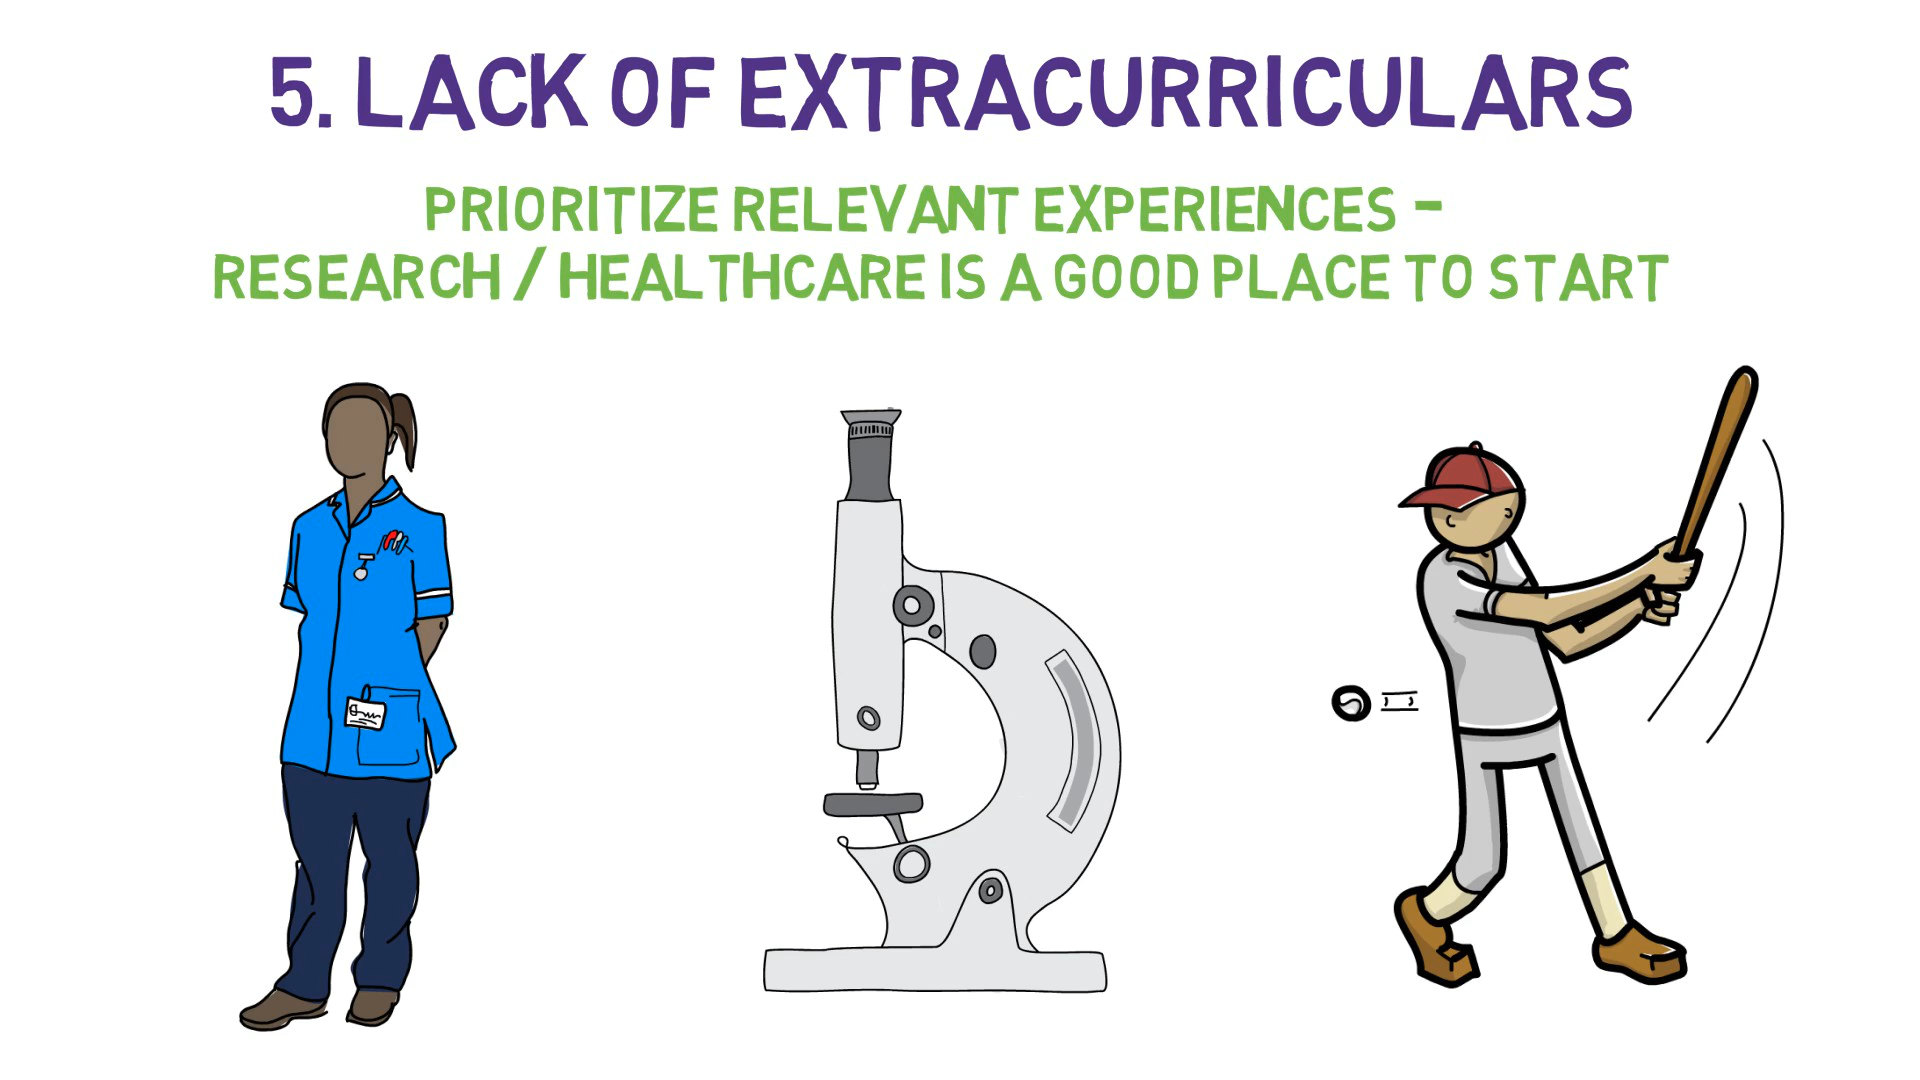 5. LACK OF EXTRACURRICULARS
PRIORITIZE RELEVANT EXPERIENCES -
RESEARCH / HEALTHCARE IS A GOOD PLACE TO START